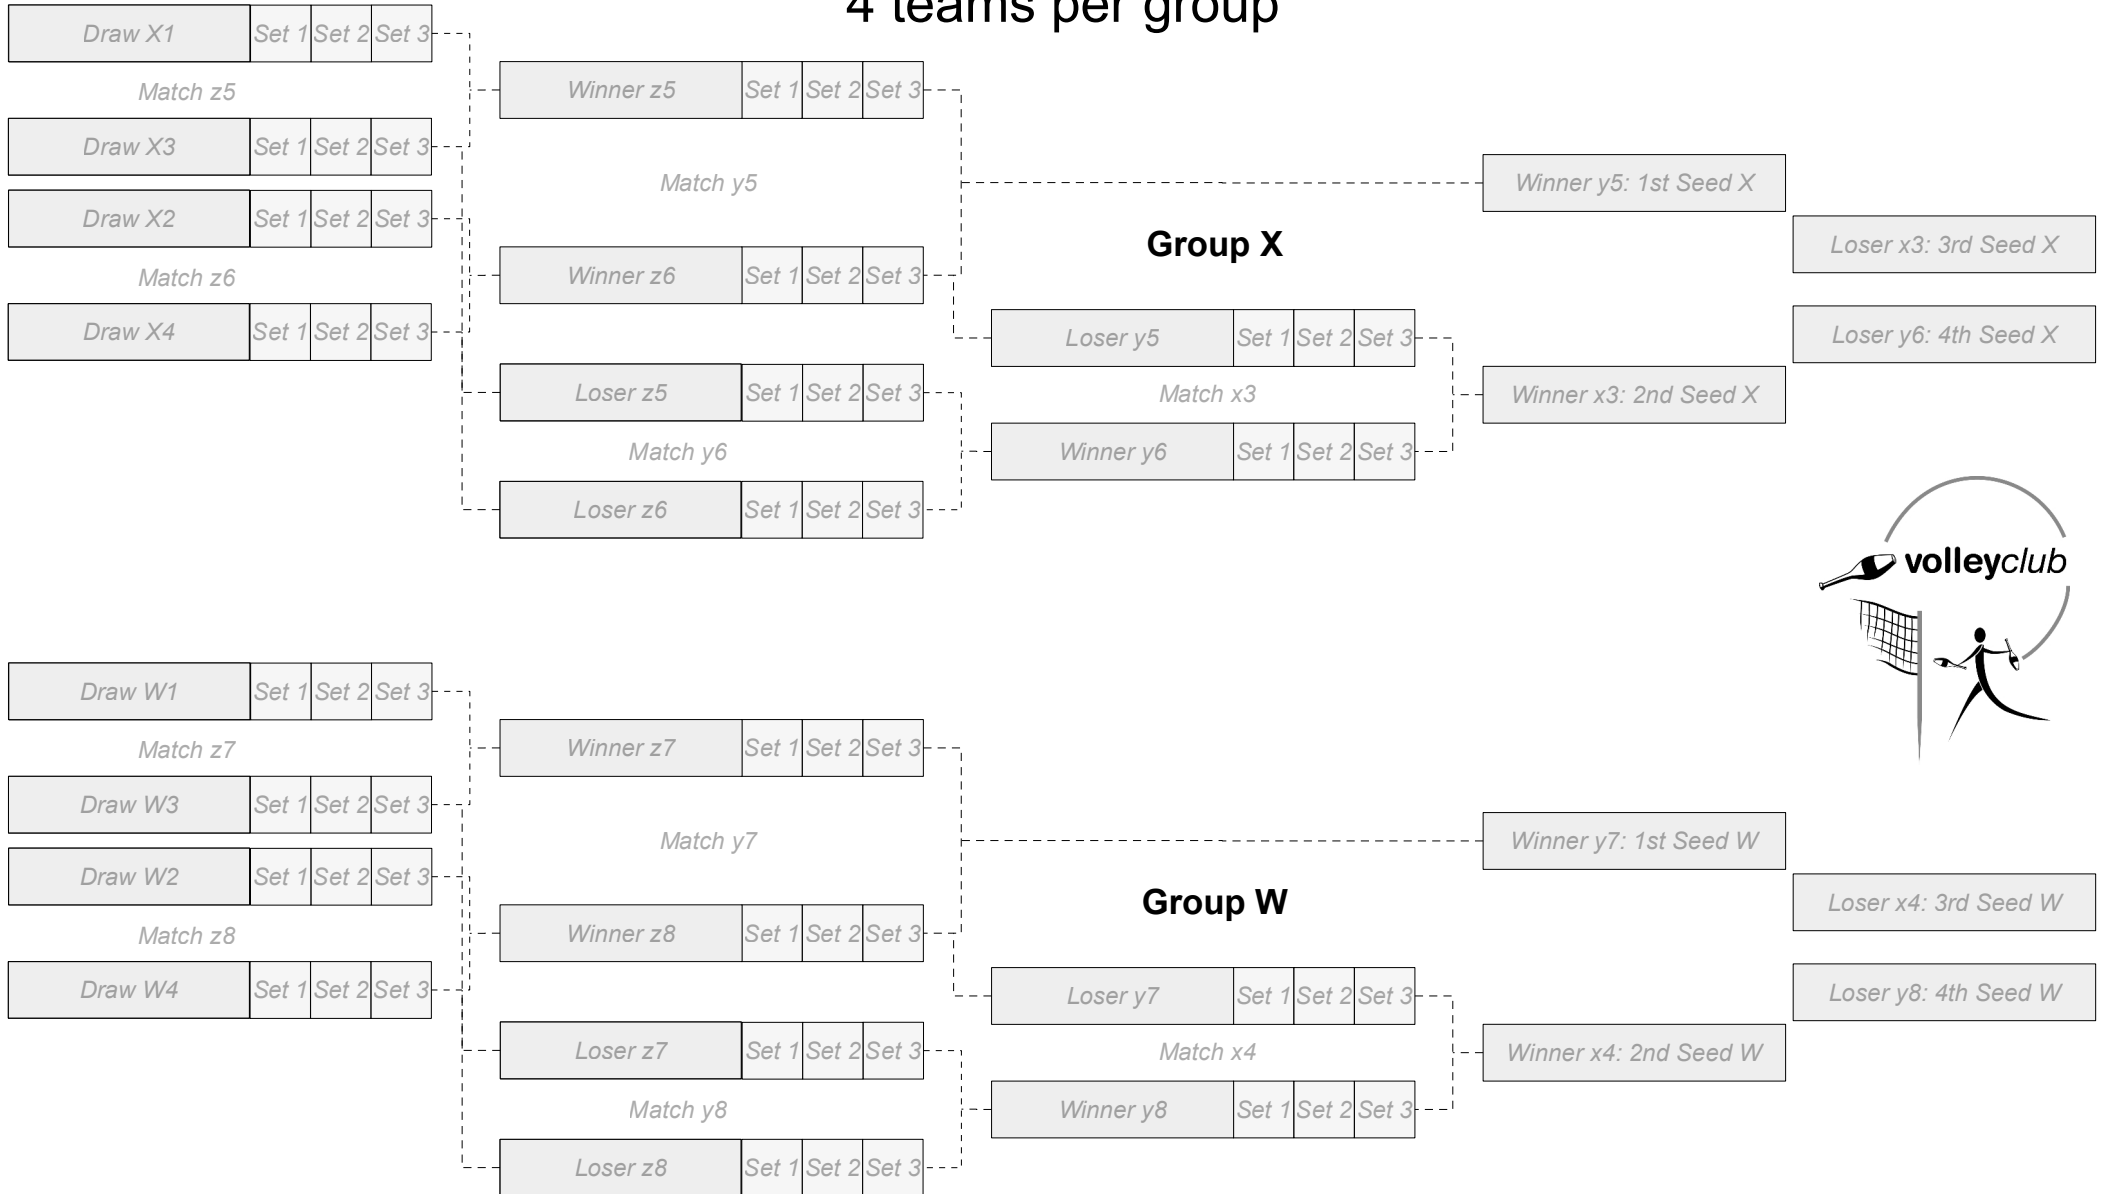 4 teams per group
Draw X1 Set 1 Set 2 Set 3
Match z5
Draw X3 Set 1 Set 2 Set 3
Draw X2 Set 1 Set 2 Set 3
Match z6
Draw X4 Set 1 Set 2 Set 3
Winner z5 Set 1 Set 2 Set 3
Match y5
Winner z6 Set 1 Set 2 Set 3
Loser z5 Set 1 Set 2 Set 3
Match y6
Loser z6 Set 1 Set 2 Set 3
Group X
Loser y5 Set 1 Set 2 Set 3
Match x3
Winner y6 Set 1 Set 2 Set 3
Winner y5: 1st Seed X
Winner x3: 2nd Seed X
Loser x3: 3rd Seed X
Loser y6: 4th Seed X
volleyclub
Draw W1 Set 1 Set 2 Set 3
Match z7
Draw W3 Set 1 Set 2 Set 3
Draw W2 Set 1 Set 2 Set 3
Match z8
Draw W4 Set 1 Set 2 Set 3
Winner z7 Set 1 Set 2 Set 3
Match y7
Winner z8 Set 1 Set 2 Set 3
Loser z7 Set 1 Set 2 Set 3
Match y8
Loser z8 Set 1 Set 2 Set 3
Group W
Loser y7 Set 1 Set 2 Set 3
Match x4
Winner y8 Set 1 Set 2 Set 3
Winner y7: 1st Seed W
Winner x4: 2nd Seed W
Loser x4: 3rd Seed W
Loser y8: 4th Seed W